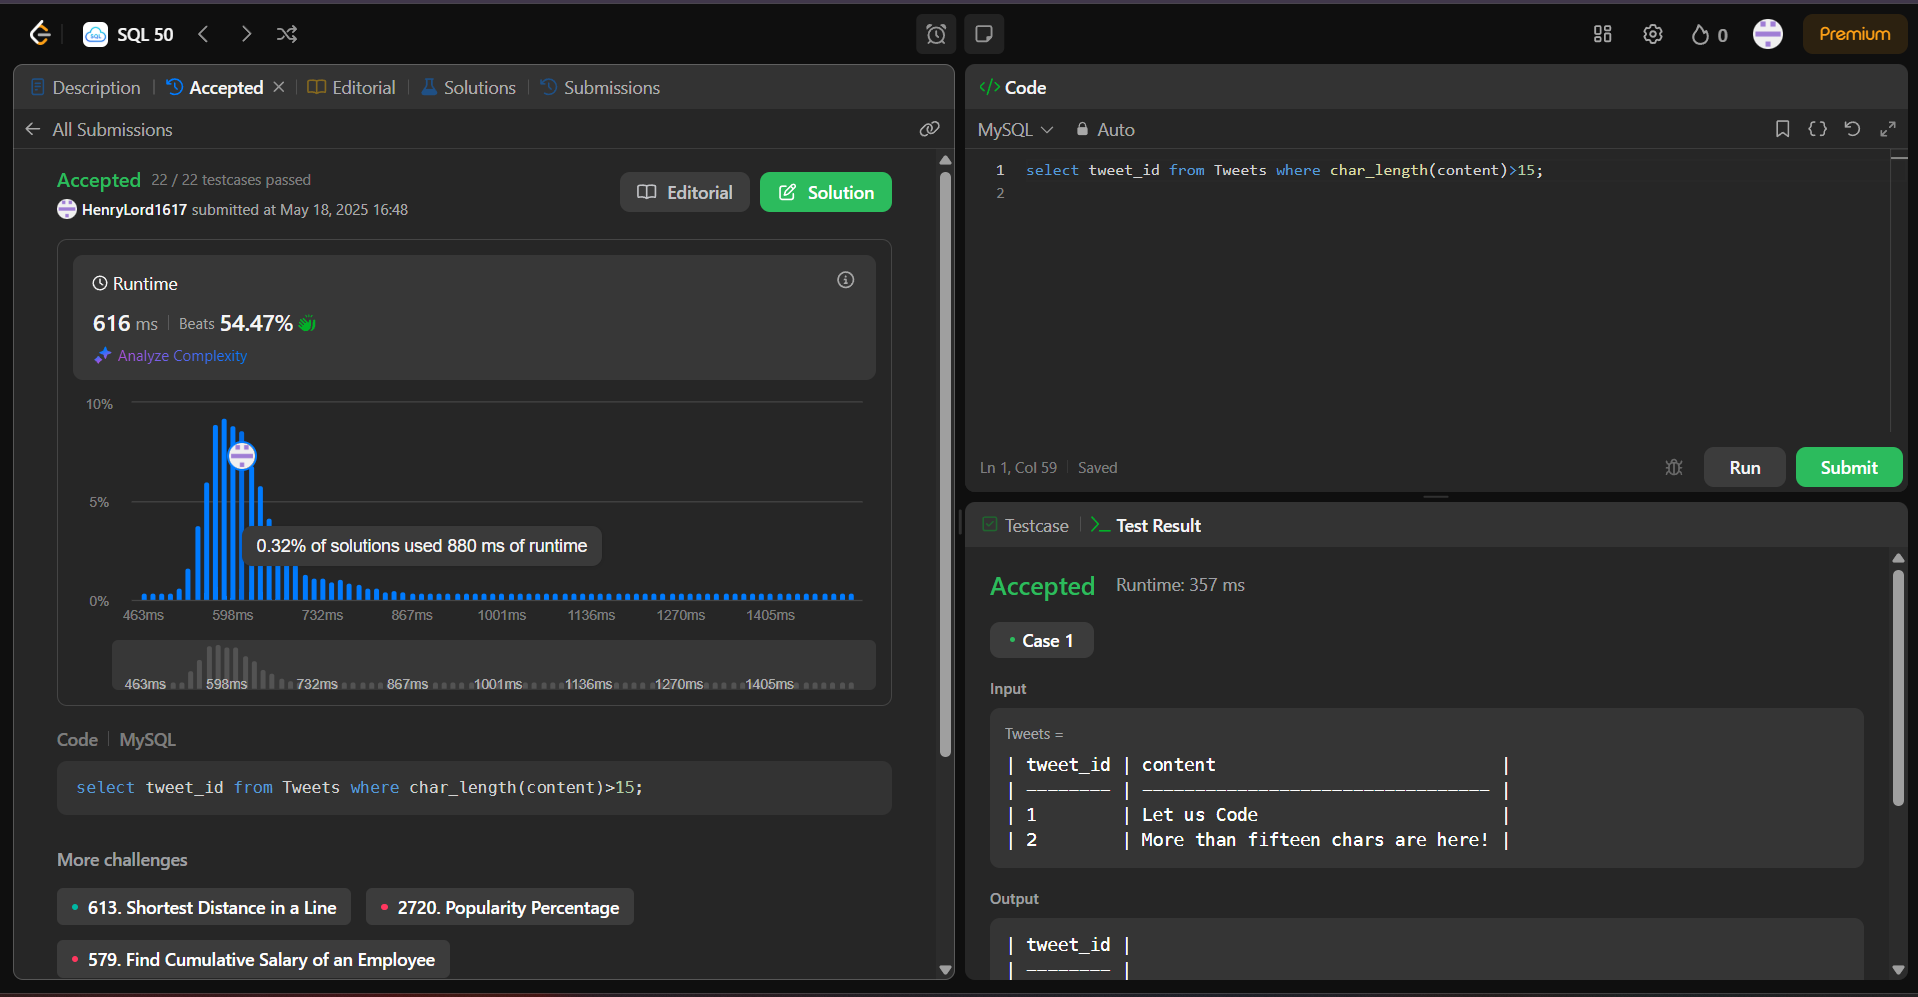 SQL 50
0
Premium
Description
Accepted
Editorial
Solutions
Submissions
All Submissions
Accepted 22 / 22 testcases passed
HenryLord1617 submitted at May 18, 2025 16:48
Editorial
Solution
Runtime
616 ms Beats 54.47%
Analyze Complexity
10%
5%
0%
0.32% of solutions used 880 ms of runtime
463ms 598ms 732ms 867ms 1001ms 1136ms 1270ms 1405ms
463ms 598ms 732ms 867ms 1001ms 1136ms 1270ms 1405ms
Code MySQL
select tweet_id from Tweets where char_length(content)>15;
More challenges
613. Shortest Distance in a Line
2720. Popularity Percentage
579. Find Cumulative Salary of an Employee
</> Code
MySQL Auto
1 select tweet_id from Tweets where char_length(content)>15;
2
Ln 1, Col 59 Saved
Run
Submit
Testcase
Test Result
Accepted Runtime: 357 ms
Case 1
Input
Tweets =
| tweet_id | content |
| -------- | --------------------------------- |
| 1 | Let us Code |
| 2 | More than fifteen chars are here! |
Output
| tweet_id |
| -------- |